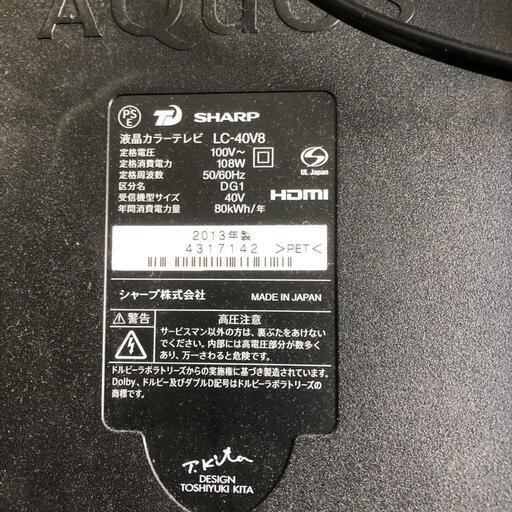 AQUOS
PS
E
SHARP
液晶カラーテレビ LC-40V8
定格電圧 100V～
定格消費電力 108W
定格周波数 50/60Hz
区分名 DG1
受信機型サイズ 40V
年間消費電力量 80kWh/年
UL Japan
HDMI
2013年製
4317142 >PET<
シャープ株式会社 MADE IN JAPAN
⚠警告 高圧注意
サービスマン以外の方は、裏ぶたをあけない
でください。内部には高電圧部分が数多く
あり、万一さわると危険です。
ドルビーラボラトリーズからの実施権に基づき製造されています。
Dolby、ドルビー及びダブルD記号はドルビーラボラトリーズの
商標です。
T.Kita
DESIGN
TOSHIYUKI KITA